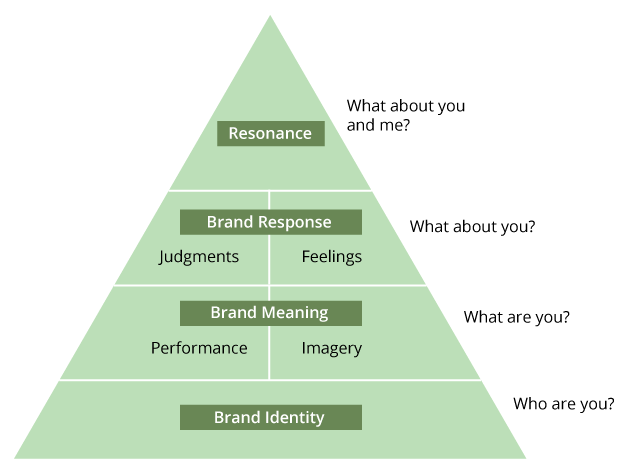 What about you
and me?
Resonance
Brand Response
What about you?
Judgments
Feelings
Brand Meaning
What are you?
Performance
Imagery
Who are you?
Brand Identity